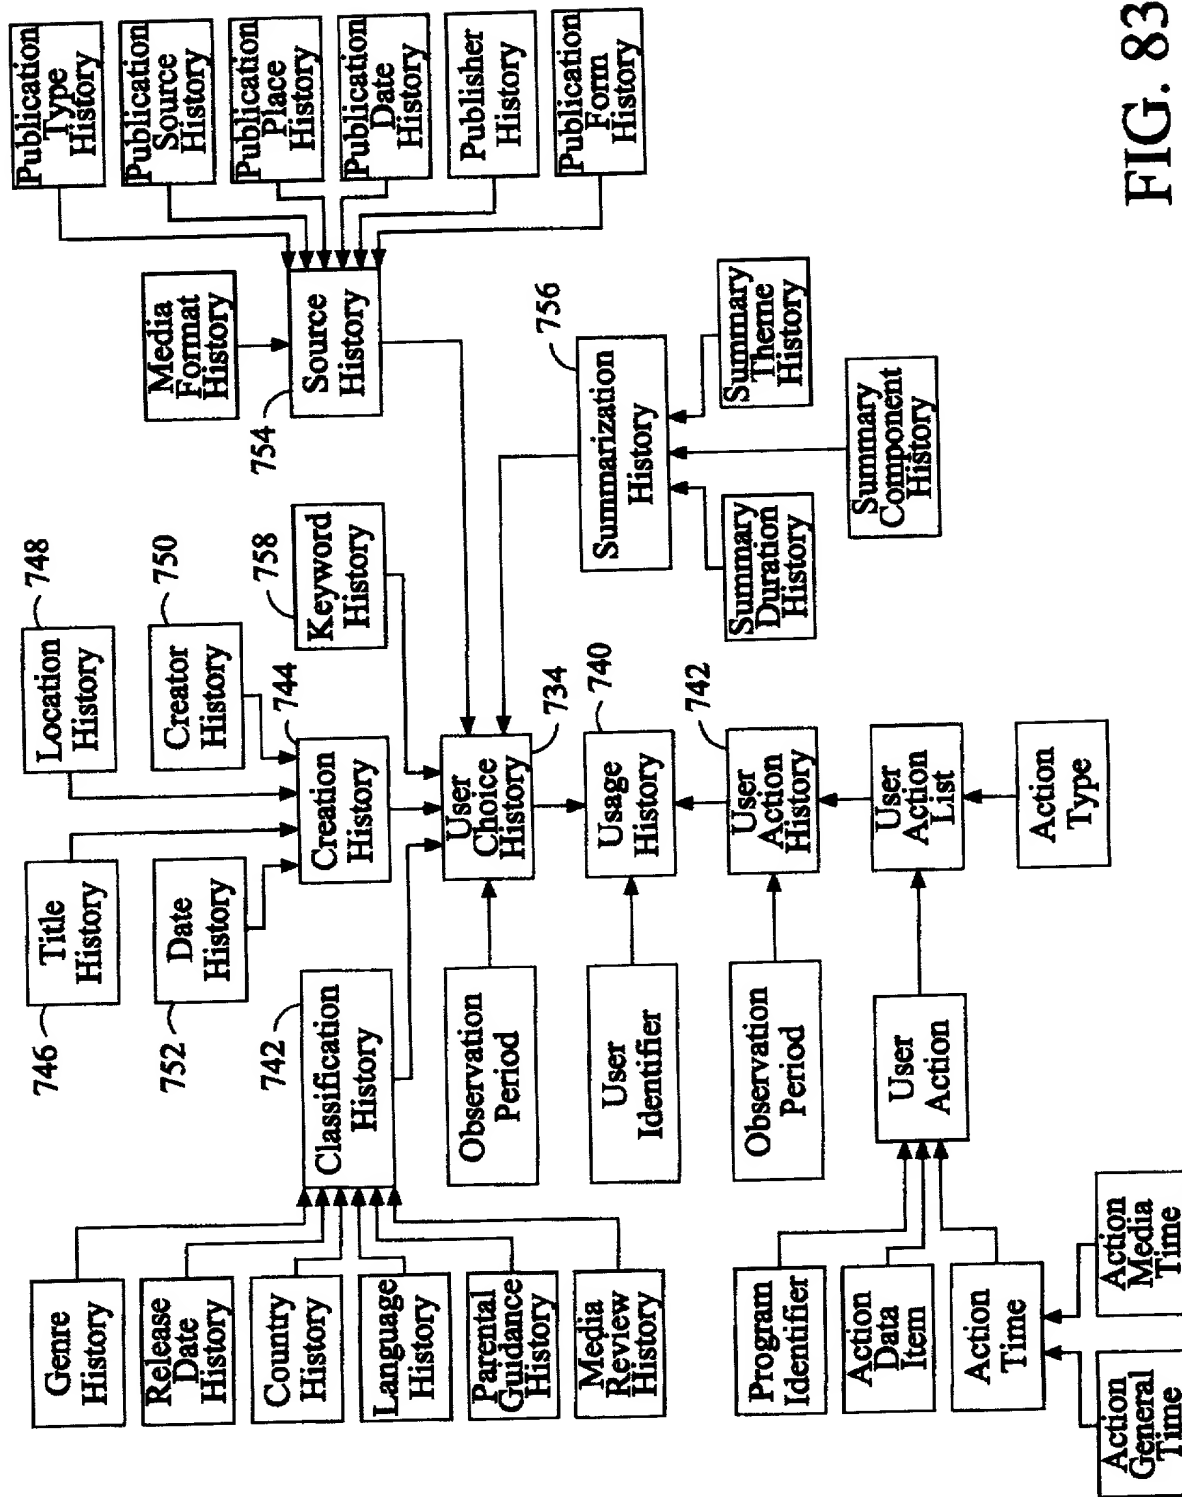 Genre
History
Release
Date
History
Country
History
Language
History
Parental
Guidance
History
Media
Review
History
746
Title
History
752
Date
History
742
Classification
History
Location
History
748
Creator
History
750
Creation
History
744
Keyword
History
758
Media
Format
History
Source
History
754
Publication
Type
History
Publication
Source
History
Publication
Place
History
Publication
Date
History
Publisher
History
Publication
Form
History
Observation
Period
User
Choice
History
734
Summarization
History
756
Summary
Duration
History
Summary
Component
History
Summary
Theme
History
User
Identifier
Usage
History
740
Observation
Period
User
Action
History
742
User
Action
User
Action
List
Action
Type
Program
Identifier
Action
Data
Item
Action
Time
Action
General
Time
Action
Media
Time
FIG. 83